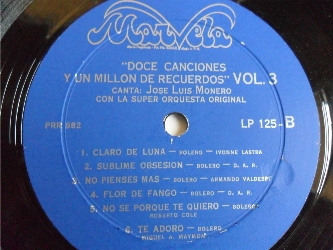 Marvela
"DOCE CANCIONES
Y UN MILLON DE RECUERDOS" VOL. 3
CANTA: JOSE LUIS MONERO
CON LA SUPER ORQUESTA ORIGINAL
PRR 982 LP 125-B
1. CLARO DE LUNA — BOLERO — IVONNE LASTRA
2. SUBLIME OBSESION — BOLERO — D. A. R.
3. NO PIENSES MAS — BOLERO — ARMANDO VALDESPI
4. FLOR DE FANGO — BOLERO — D. A. R.
5. NO SE PORQUE TE QUIERO — BOLERO —
ROBERTO COLE
6. TE ADORO — BOLERO
MIGUEL A. MAYMON